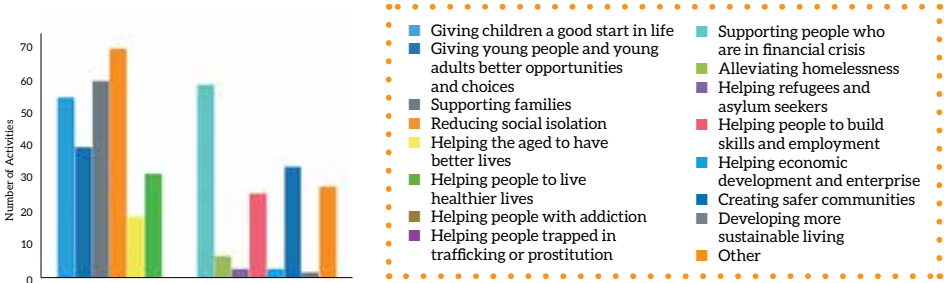 70
60
50
40
30
20
10
0
Number of Activities
Giving children a good start in life
Giving young people and young
adults better opportunities
and choices
Supporting families
Reducing social isolation
Helping the aged to have
better lives
Helping people to live
healthier lives
Helping people with addiction
Helping people trapped in
trafficking or prostitution
Supporting people who
are in financial crisis
Alleviating homelessness
Helping refugees and
asylum seekers
Helping people to build
skills and employment
Helping economic
development and enterprise
Creating safer communities
Developing more
sustainable living
Other